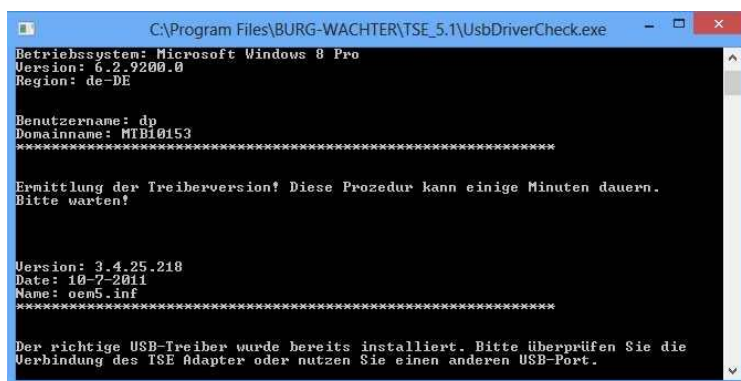 C:\Program Files\BURG-WACHTER\TSE_5.1\UsbDriverCheck.exe
Betriebssystem: Microsoft Windows 8 Pro
Version: 6.2.9200.0
Region: de-DE
Benutzername: dp
Domainname: MTB10153
*************************************************************
Ermittlung der Treiberversion! Diese Prozedur kann einige Minuten dauern.
Bitte warten!
Version: 3.4.25.218
Date: 10-7-2011
Name: oem5.inf
*************************************************************
Der richtige USB-Treiber wurde bereits installiert. Bitte überprüfen Sie die
Verbindung des TSE Adapter oder nutzen Sie einen anderen USB-Port.